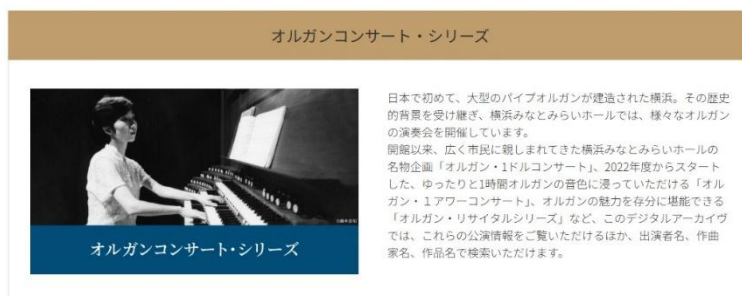 オルガンコンサート・シリーズ
日本で初めて、大型のパイプオルガンが建造された横浜。その歴史
的背景を受け継ぎ、横浜みなとみらいホールでは、様々なオルガン
の演奏会を開催しています。
開館以来、広く市民に親しまれてきた横浜みなとみらいホールの
名物企画「オルガン・1ドルコンサート」、2022年度からスタート
した、ゆったりと1時間オルガンの音色に浸っていただける「オル
ガン・１アワーコンサート」、オルガンの魅力を存分に堪能できる
「オルガン・リサイタルシリーズ」など、このデジタルアーカイヴ
では、これらの公演情報をご覧いただけるほか、出演者名、作曲
家名、作品名で検索いただけます。
オルガンコンサート・シリーズ